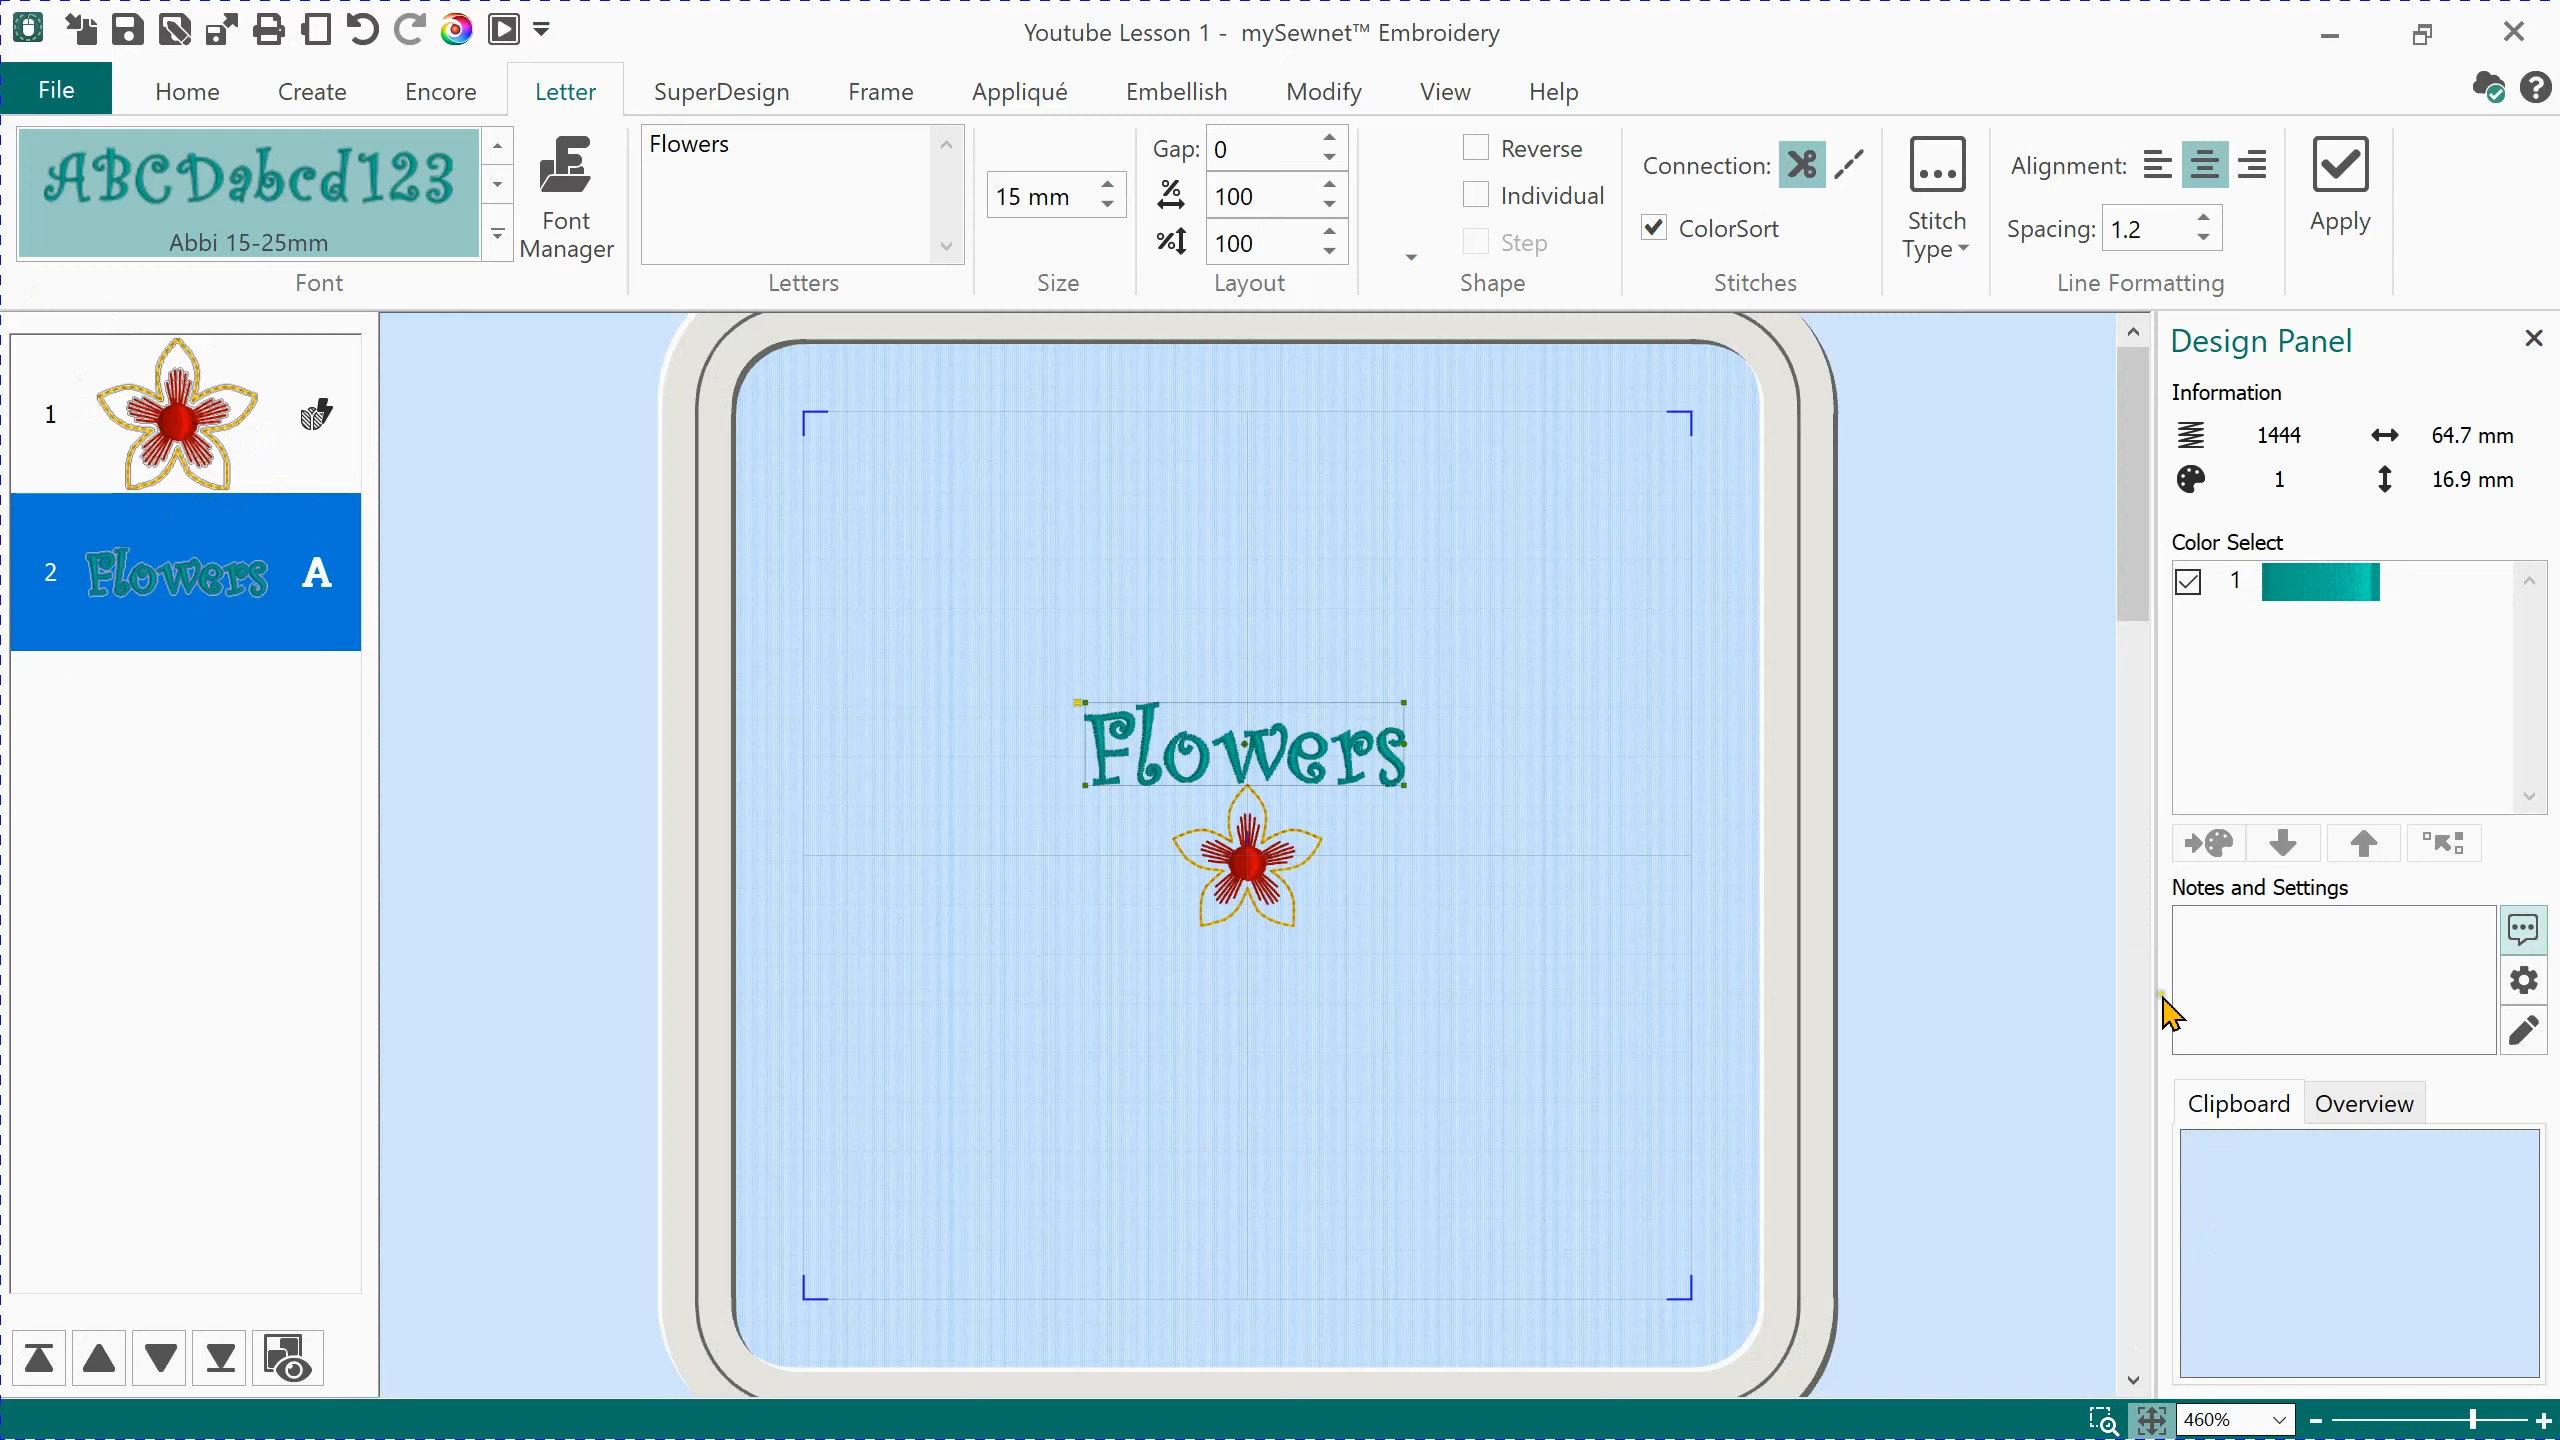 Youtube Lesson 1 - mySewnet™ Embroidery
File Home Create Encore Letter SuperDesign Frame Appliqué Embellish Modify View Help
ABCDabcd123
Abbi 15-25mm
Font
Font
Manager
Flowers
Letters
15 mm
Size
Gap: 0
100
100
Layout
Reverse
Individual
Step
Shape
Connection:
ColorSort
Stitches
Stitch
Type
Alignment:
Spacing: 1.2
Line Formatting
Apply
1
2 Flowers A
Flowers
Design Panel
Information
1444 64.7 mm
1 16.9 mm
Color Select
1
Notes and Settings
Clipboard Overview
460%